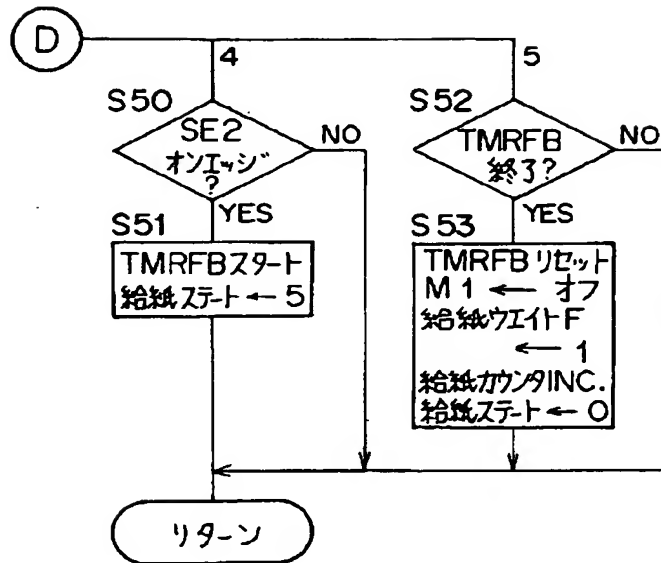 D
4
5
S50
SE2
オンエッジ
?
NO
YES
S51
TMRFBスタート
給紙ステート ← 5
S52
TMRFB
終了?
NO
YES
S53
TMRFBリセット
M1 ← オフ
給紙ウエイトF
← 1
給紙カウンタINC.
給紙ステート ← 0
リターン